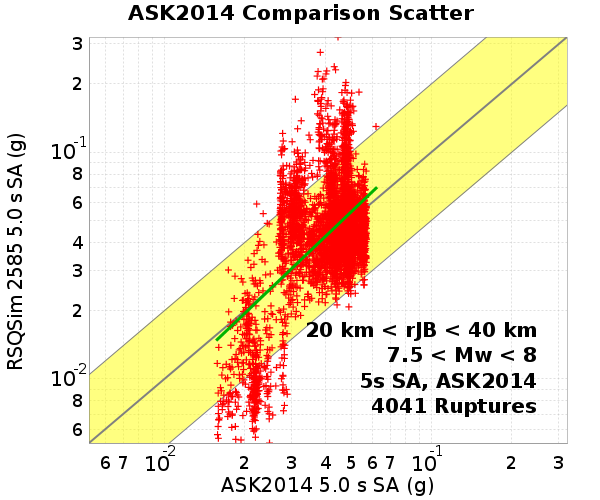 ASK2014 Comparison Scatter
RSQSim 2585 5.0 s SA (g)
3
2
10-1
8
6
4
3
2
10-2
8
6
20 km < rJB < 40 km
7.5 < Mw < 8
5s SA, ASK2014
4041 Ruptures
6 7 10-2 2 3 4 5 6 7 10-1 2 3
ASK2014 5.0 s SA (g)